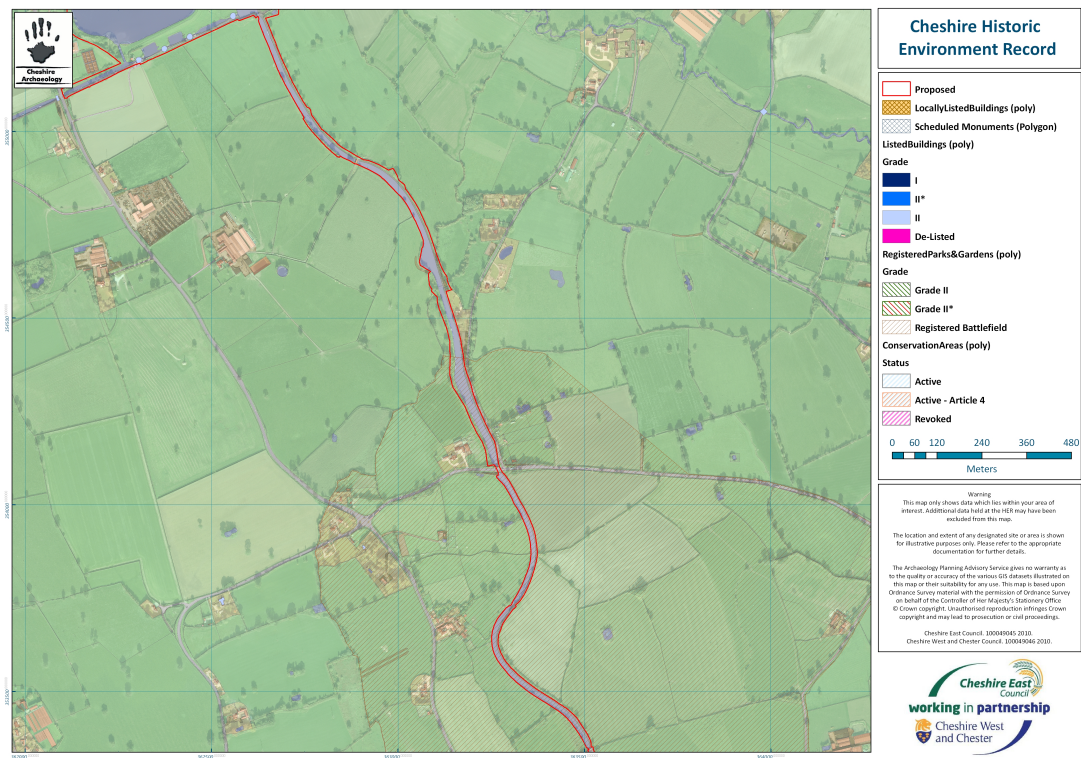 Cheshire
Archaeology
Cheshire Historic
Environment Record
Proposed
LocallyListedBuildings (poly)
Scheduled Monuments (Polygon)
ListedBuildings (poly)
Grade
I
II*
II
De-Listed
RegisteredParks&Gardens (poly)
Grade
Grade II
Grade II*
Registered Battlefield
ConservationAreas (poly)
Status
Active
Active - Article 4
Revoked
0 60 120 240 360 480
Meters
Warning
This map only shows data which lies within your area of
interest. Addittional data held at the HER may have been
excluded from this map.
The location and extent of any designated site or area is shown
for illustrative purposes only. Please refer to the appropriate
documentation for further details.
The Archaeology Planning Advisory Service gives no warranty as
to the quality or accuracy of the various GIS datasets illustrated on
this map or their suitability for any use. This map is based upon
Ordnance Survey material with the permission of Ordnance Survey
on behalf of the Controller of Her Majesty's Stationery Office
© Crown copyright. Unauthorised reproduction infringes Crown
copyright and may lead to prosecution or civil proceedings.
Cheshire East Council. 100049045 2010.
Cheshire West and Chester Council. 100049046 2010.
Cheshire East
Council
working in partnership
Cheshire West
and Chester